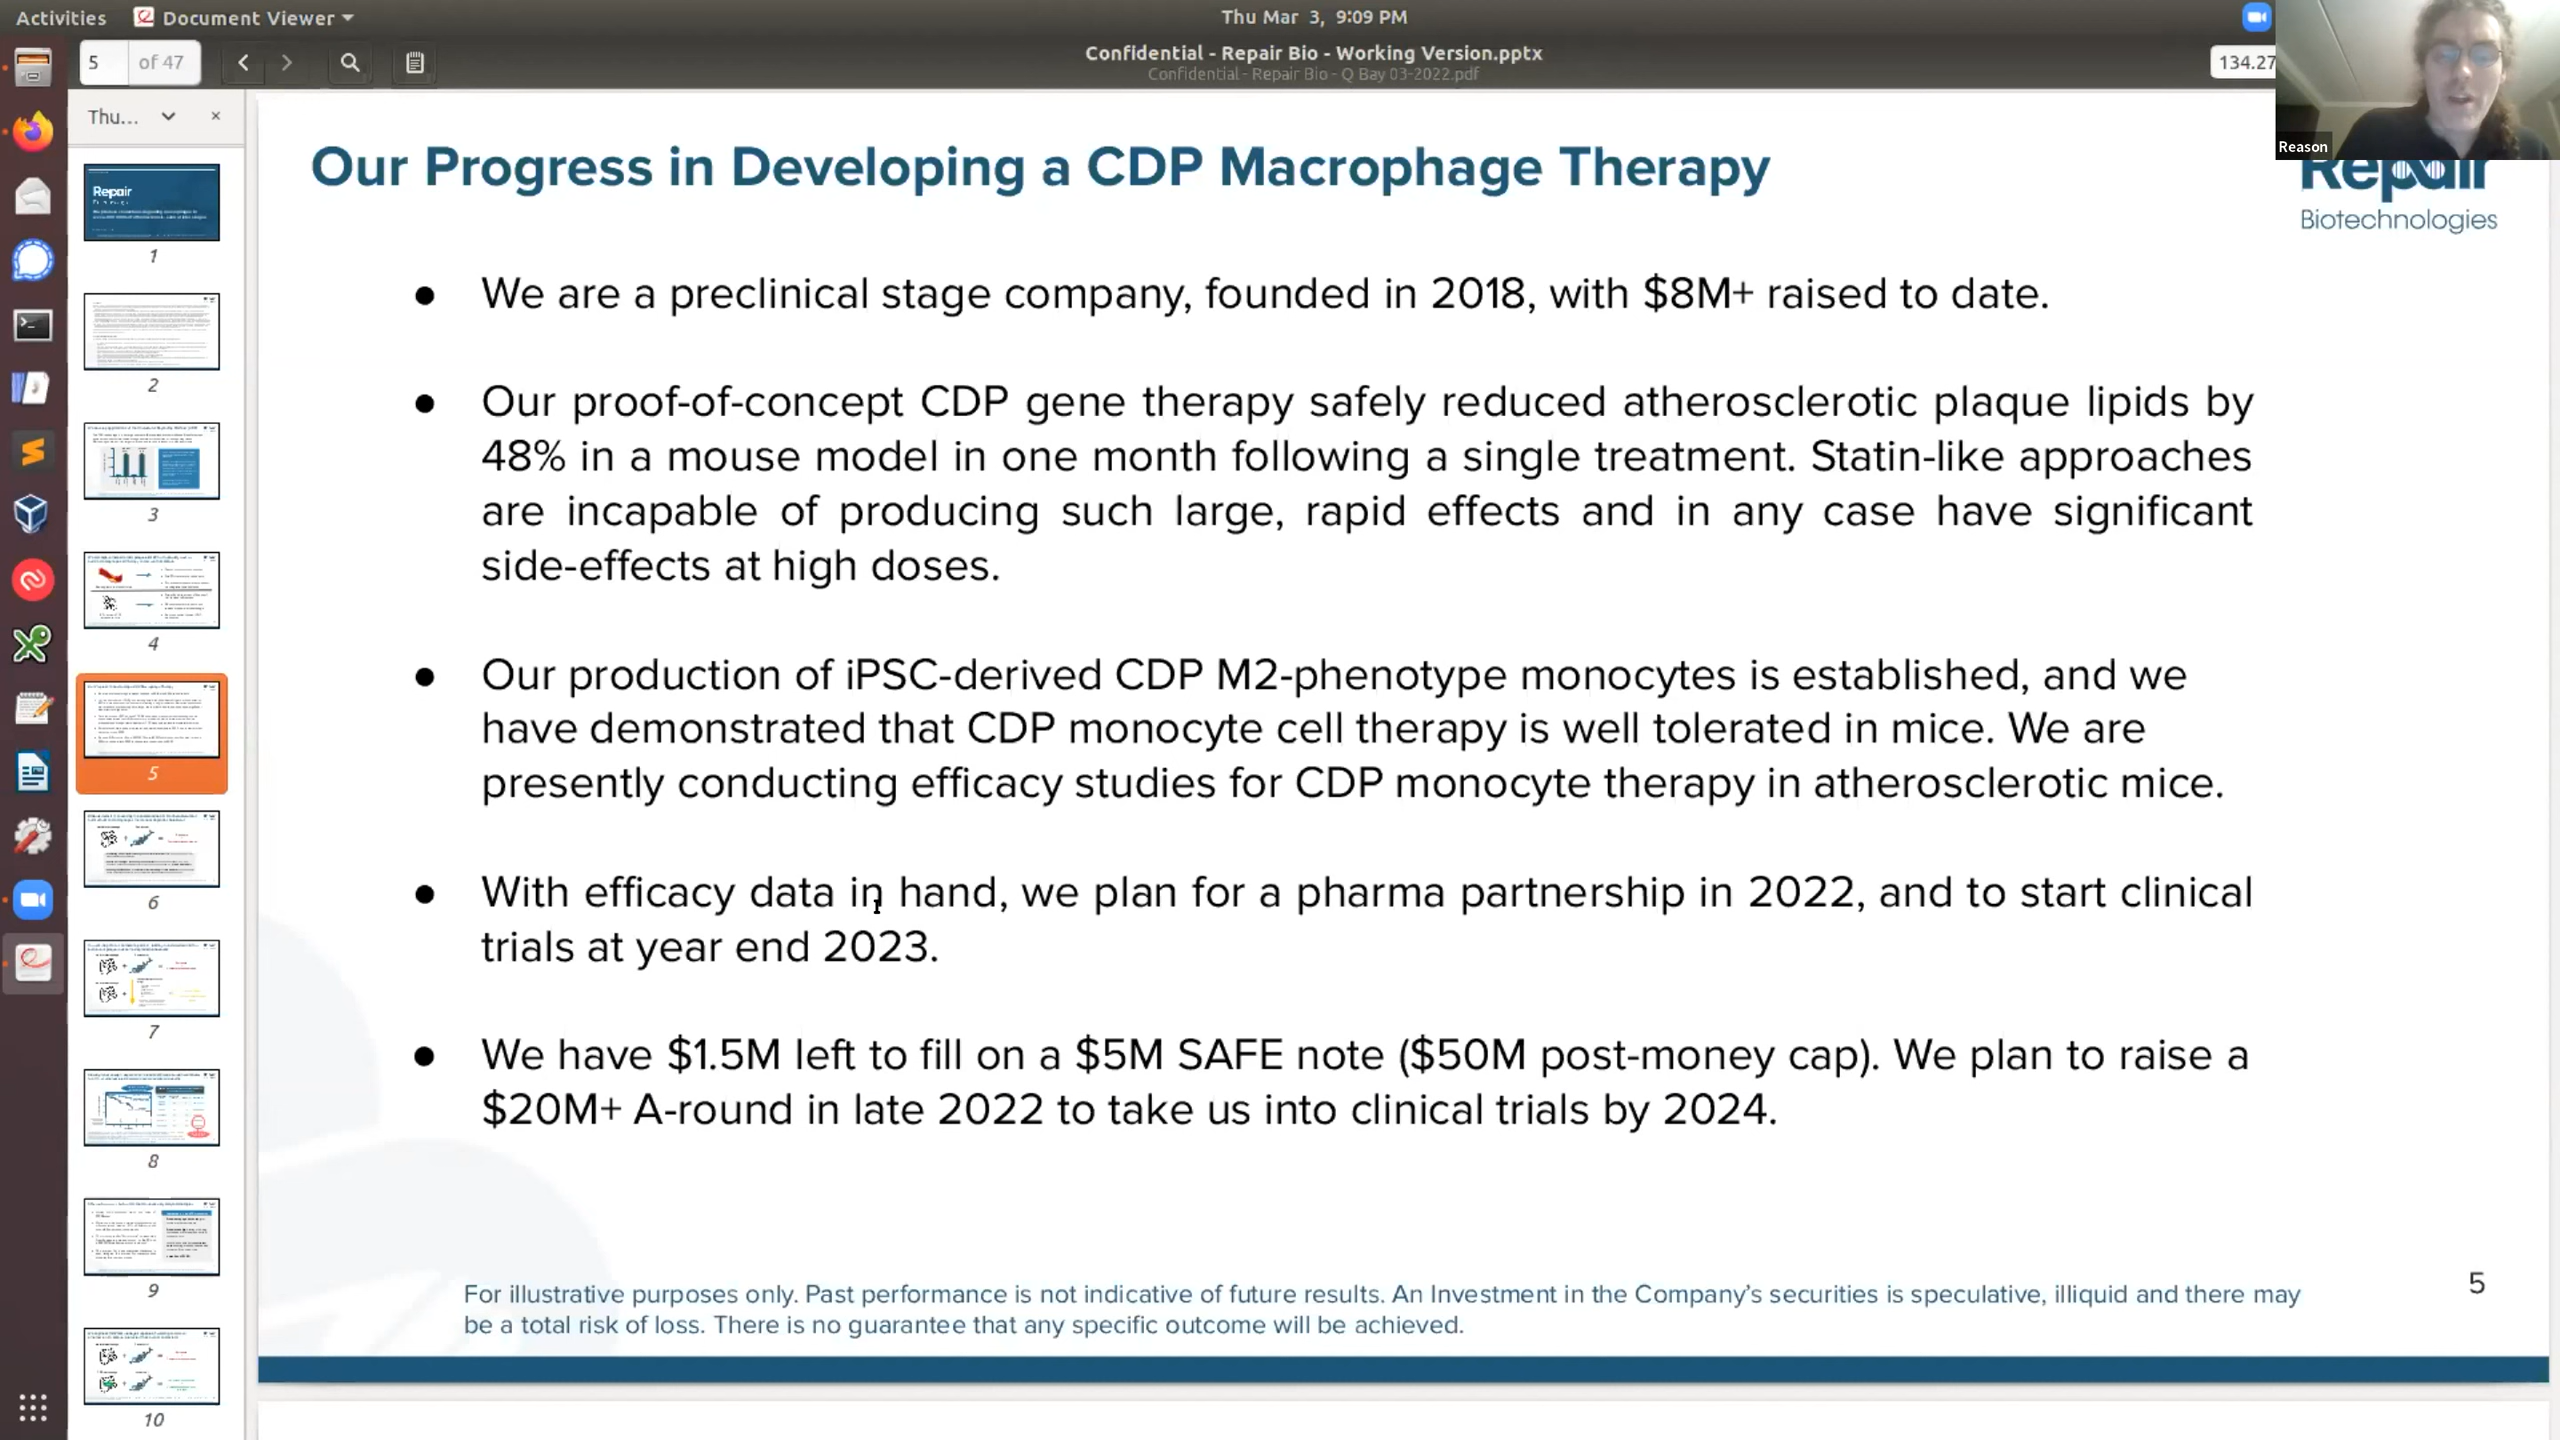 Activities
Document Viewer
Thu Mar 3, 9:09 PM
5 of 47
Confidential - Repair Bio - Working Version.pptx
Confidential - Repair Bio - Q Bay 03-2022.pdf
134.27
Reason
Thu...
Repair
1
2
3
4
5
6
7
8
9
10
Our Progress in Developing a CDP Macrophage Therapy
Repair
Biotechnologies
● We are a preclinical stage company, founded in 2018, with $8M+ raised to date.
● Our proof-of-concept CDP gene therapy safely reduced atherosclerotic plaque lipids by
48% in a mouse model in one month following a single treatment. Statin-like approaches
are incapable of producing such large, rapid effects and in any case have significant
side-effects at high doses.
● Our production of iPSC-derived CDP M2-phenotype monocytes is established, and we
have demonstrated that CDP monocyte cell therapy is well tolerated in mice. We are
presently conducting efficacy studies for CDP monocyte therapy in atherosclerotic mice.
● With efficacy data in hand, we plan for a pharma partnership in 2022, and to start clinical
trials at year end 2023.
● We have $1.5M left to fill on a $5M SAFE note ($50M post-money cap). We plan to raise a
$20M+ A-round in late 2022 to take us into clinical trials by 2024.
For illustrative purposes only. Past performance is not indicative of future results. An Investment in the Company’s securities is speculative, illiquid and there may
be a total risk of loss. There is no guarantee that any specific outcome will be achieved.
5